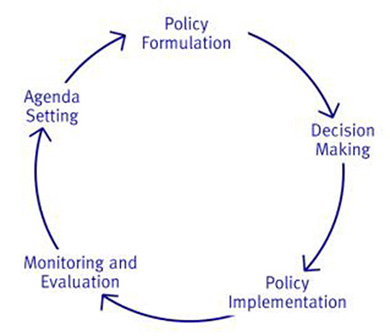 Policy
Formulation
Decision
Making
Policy
Implementation
Monitoring and
Evaluation
Agenda
Setting